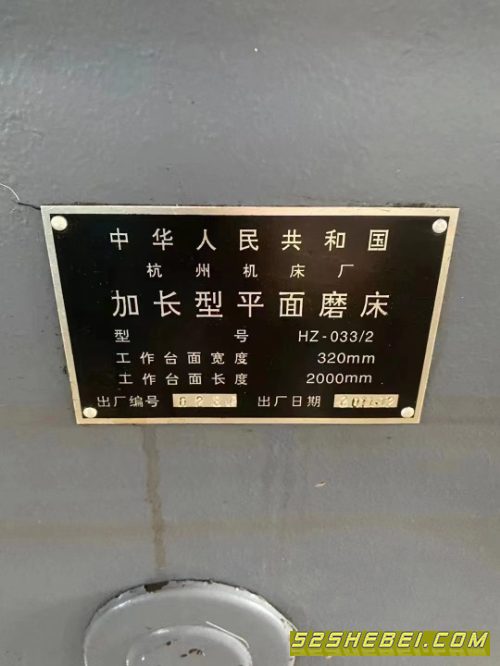 中华人民共和国
杭州机床厂
加长型平面磨床
型号 HZ-033/2
工作台面宽度 320mm
工作台面长度 2000mm
出厂编号 出厂日期
52SHEBEI.COM